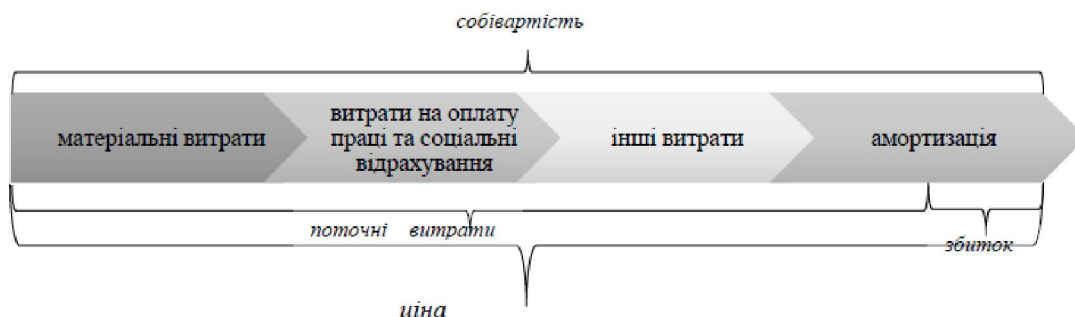 собівартість
матеріальні витрати
витрати на оплату
праці та соціальні
відрахування
інші витрати
амортизація
поточні витрати
збиток
ціна